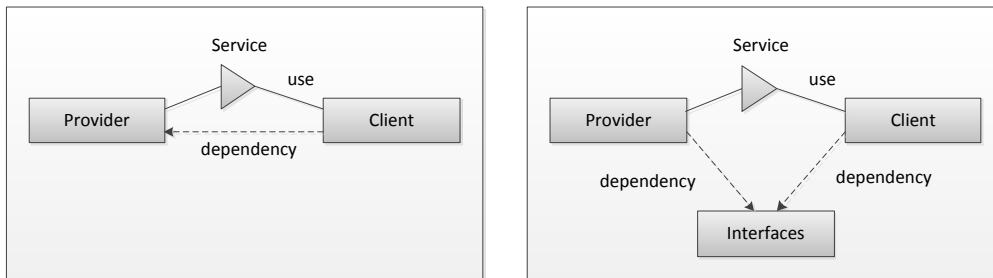 Service
use
Provider
Client
dependency
Service
use
Provider
Client
dependency
dependency
Interfaces